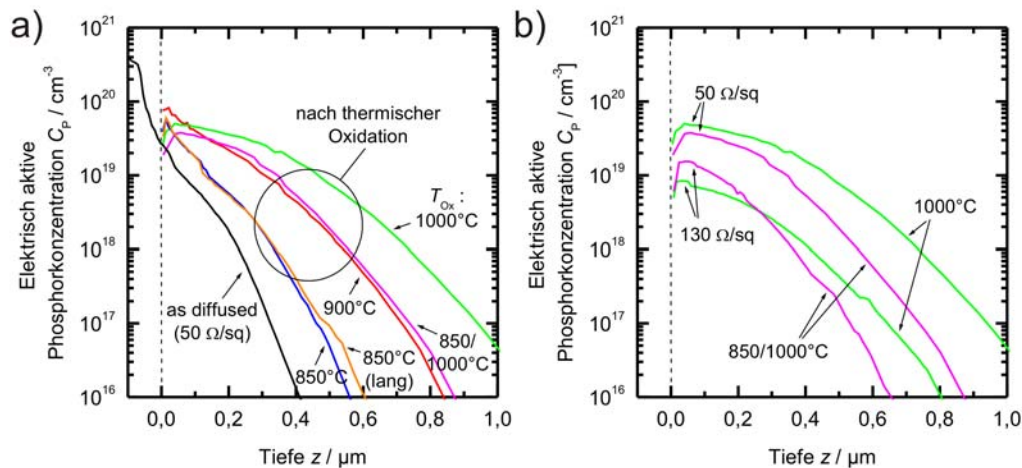 a)
Elektrisch aktive
Phosphorkonzentration C_P / cm⁻³
10²¹
10²⁰
10¹⁹
10¹⁸
10¹⁷
10¹⁶
nach thermischer
Oxidation
T_Ox :
1000°C
as diffused
(50 Ω/sq)
900°C
850°C
850°C
(lang)
850/
1000°C
0,0
0,2
0,4
0,6
0,8
1,0
Tiefe z / µm
b)
Elektrisch aktive
Phosphorkonzentration C_P / cm⁻³]
10²¹
10²⁰
10¹⁹
10¹⁸
10¹⁷
10¹⁶
50 Ω/sq
130 Ω/sq
1000°C
850/1000°C
0,0
0,2
0,4
0,6
0,8
1,0
Tiefe z / µm